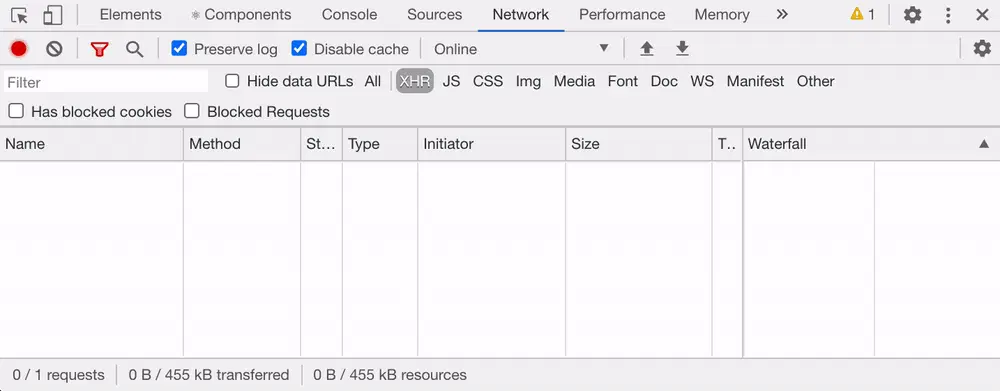 Elements Components Console Sources Network Performance Memory » 1
Preserve log Disable cache Online
Filter Hide data URLs All XHR JS CSS Img Media Font Doc WS Manifest Other
Has blocked cookies Blocked Requests
Name Method St... Type Initiator Size T.. Waterfall
0 / 1 requests 0 B / 455 kB transferred 0 B / 455 kB resources